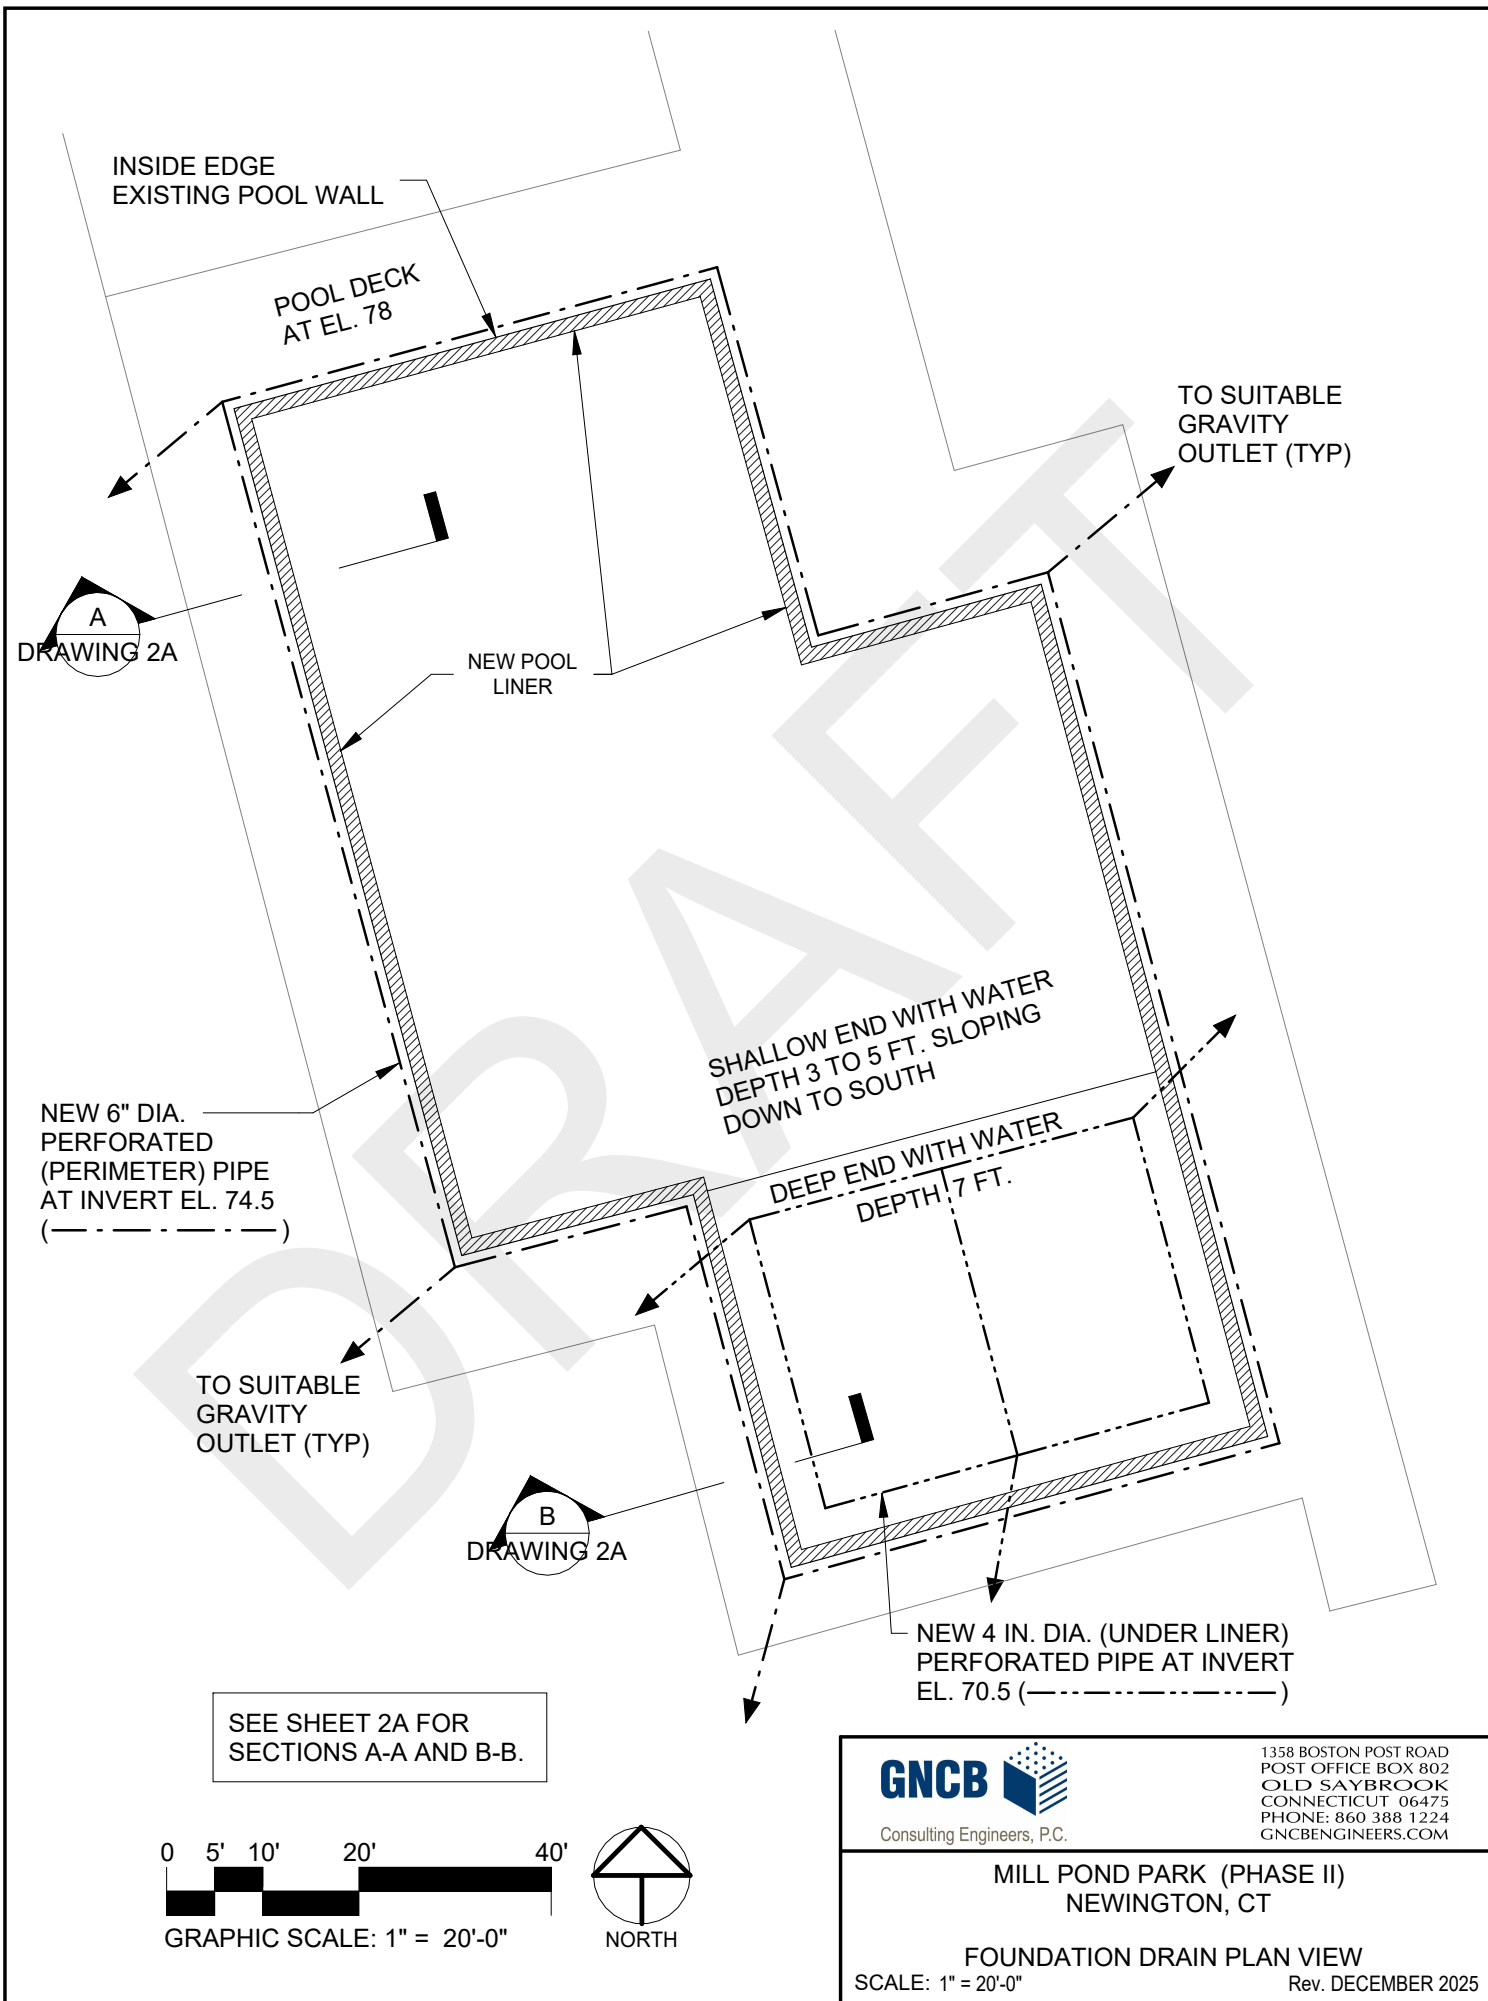 INSIDE EDGE
EXISTING POOL WALL
POOL DECK
AT EL. 78
TO SUITABLE
GRAVITY
OUTLET (TYP)
A
DRAWING 2A
NEW POOL
LINER
SHALLOW END WITH WATER
DEPTH 3 TO 5 FT. SLOPING
DOWN TO SOUTH
NEW 6" DIA.
PERFORATED
(PERIMETER) PIPE
AT INVERT EL. 74.5
( )
DEEP END WITH WATER
DEPTH 7 FT.
TO SUITABLE
GRAVITY
OUTLET (TYP)
B
DRAWING 2A
NEW 4 IN. DIA. (UNDER LINER)
PERFORATED PIPE AT INVERT
EL. 70.5 ( )
DRAFT
SEE SHEET 2A FOR
SECTIONS A-A AND B-B.
0 5' 10' 20' 40'
GRAPHIC SCALE: 1" = 20'-0"
NORTH
GNCB
Consulting Engineers, P.C.
1358 BOSTON POST ROAD
POST OFFICE BOX 802
OLD SAYBROOK
CONNECTICUT 06475
PHONE: 860 388 1224
GNCBENGINEERS.COM
MILL POND PARK (PHASE II)
NEWINGTON, CT
FOUNDATION DRAIN PLAN VIEW
SCALE: 1" = 20'-0"
Rev. DECEMBER 2025